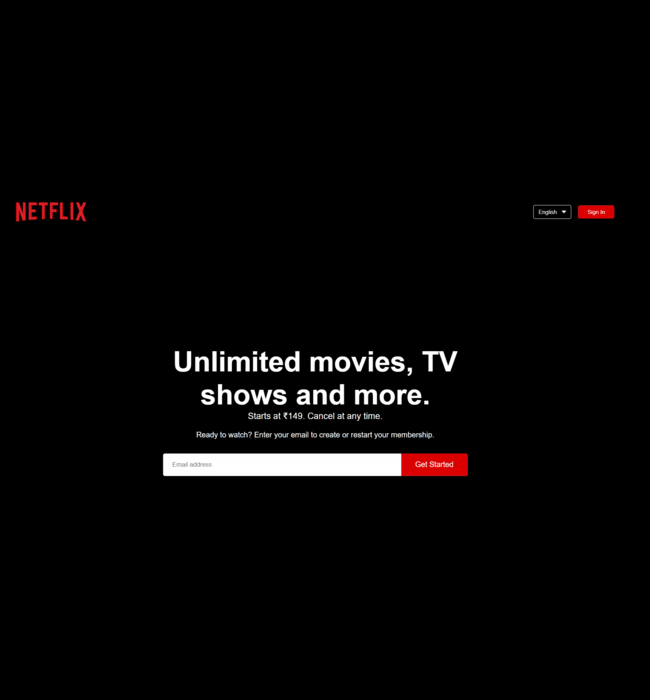 NETFLIX
English
Sign In
Unlimited movies, TV
shows and more.
Starts at ₹149. Cancel at any time.
Ready to watch? Enter your email to create or restart your membership.
Email address
Get Started